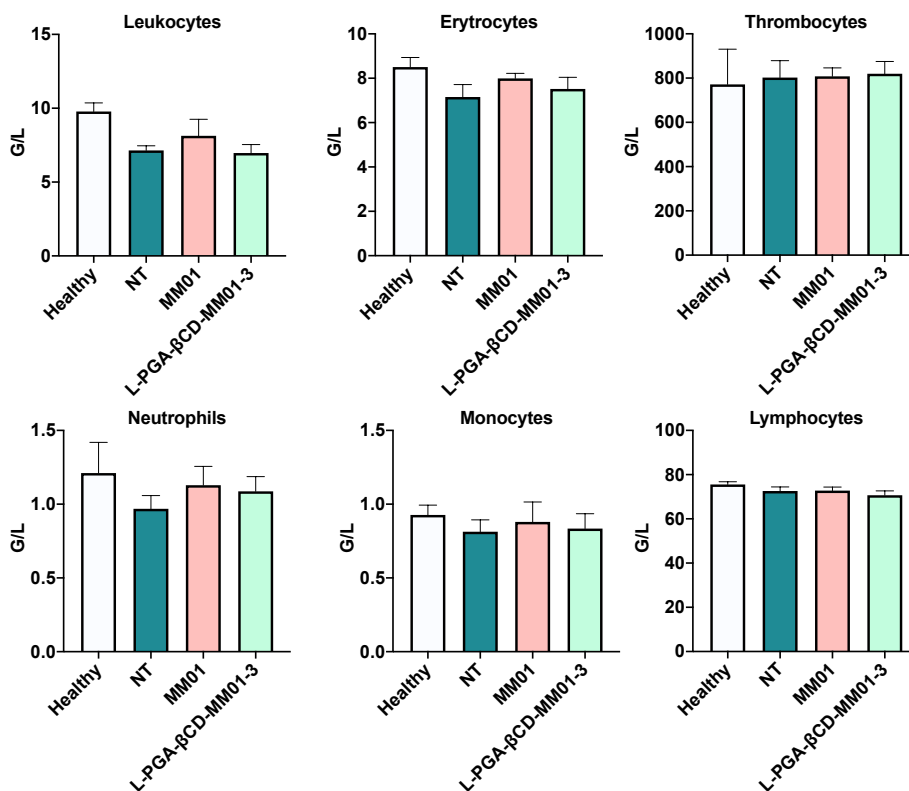 Leukocytes
15
10
5
0
G/L
Healthy
NT
MM01
L-PGA-βCD-MM01-3
Erytrocytes
10
8
6
4
2
0
G/L
Healthy
NT
MM01
L-PGA-βCD-MM01-3
Thrombocytes
1000
800
600
400
200
0
G/L
Healthy
NT
MM01
L-PGA-βCD-MM01-3
Neutrophils
1.5
1.0
0.5
0.0
G/L
Healthy
NT
MM01
L-PGA-βCD-MM01-3
Monocytes
1.5
1.0
0.5
0.0
G/L
Healthy
NT
MM01
L-PGA-βCD-MM01-3
Lymphocytes
100
80
60
40
20
0
G/L
Healthy
NT
MM01
L-PGA-βCD-MM01-3